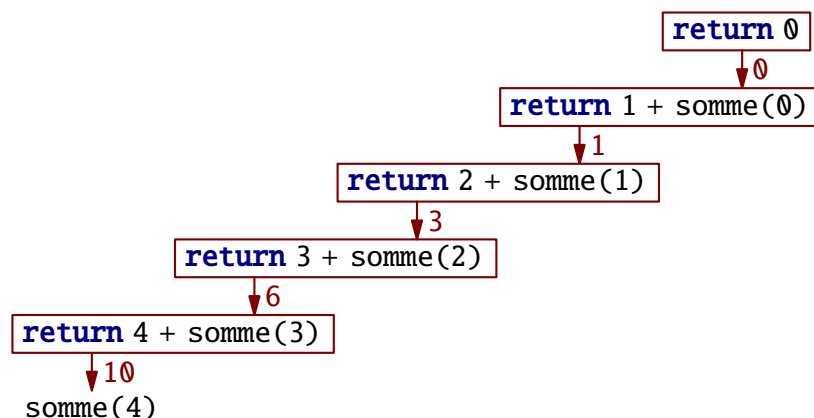 return 0
0
return 1 + somme(0)
1
return 2 + somme(1)
3
return 3 + somme(2)
6
return 4 + somme(3)
10
somme(4)